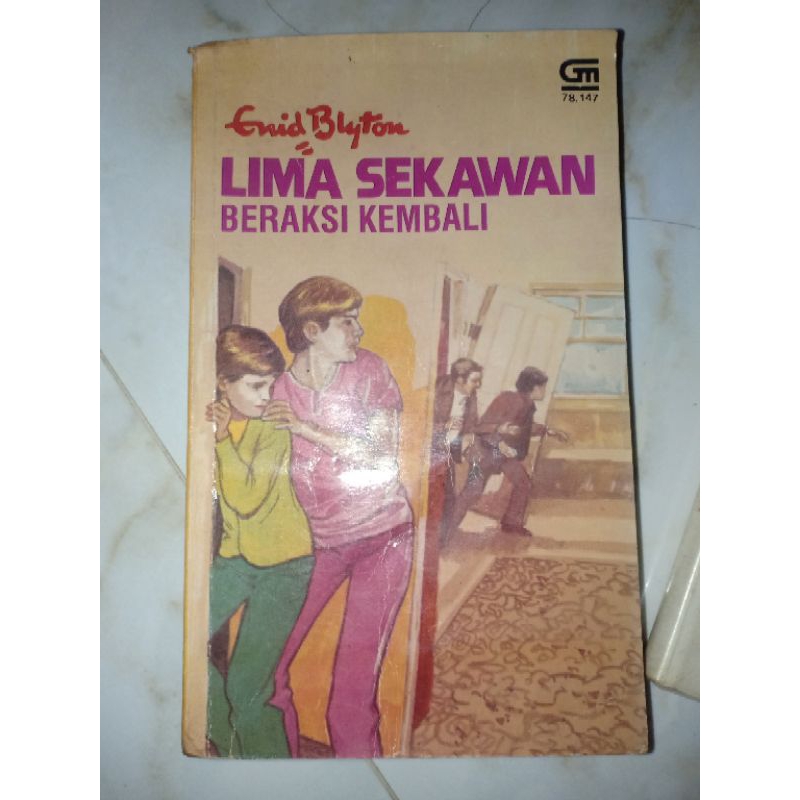 Gm
78.147
Enid Blyton
LIMA SEKAWAN
BERAKSI KEMBALI